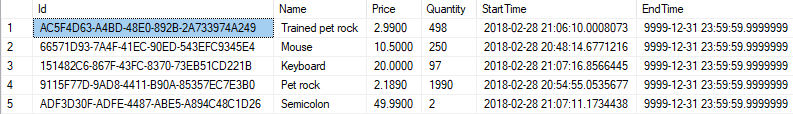 Id Name Price Quantity StartTime EndTime
1 AC5F4D63-A4BD-48E0-892B-2A733974A249 Trained pet rock 2.9900 498 2018-02-28 21:06:10.0008073 9999-12-31 23:59:59.9999999
2 66571D93-7A4F-41EC-90ED-543EFC9345E4 Mouse 10.5000 250 2018-02-28 20:48:14.6771216 9999-12-31 23:59:59.9999999
3 151482C6-867F-43FC-8370-73EB51CD221B Keyboard 20.0000 97 2018-02-28 21:07:16.8566445 9999-12-31 23:59:59.9999999
4 9115F77D-9AD8-4411-B90A-85357EC7E3B0 Pet rock 2.1890 1990 2018-02-28 20:54:55.0535677 9999-12-31 23:59:59.9999999
5 ADF3D30F-ADFE-4487-ABE5-A894C48C1D26 Semicolon 49.9900 2 2018-02-28 21:07:11.1734438 9999-12-31 23:59:59.9999999